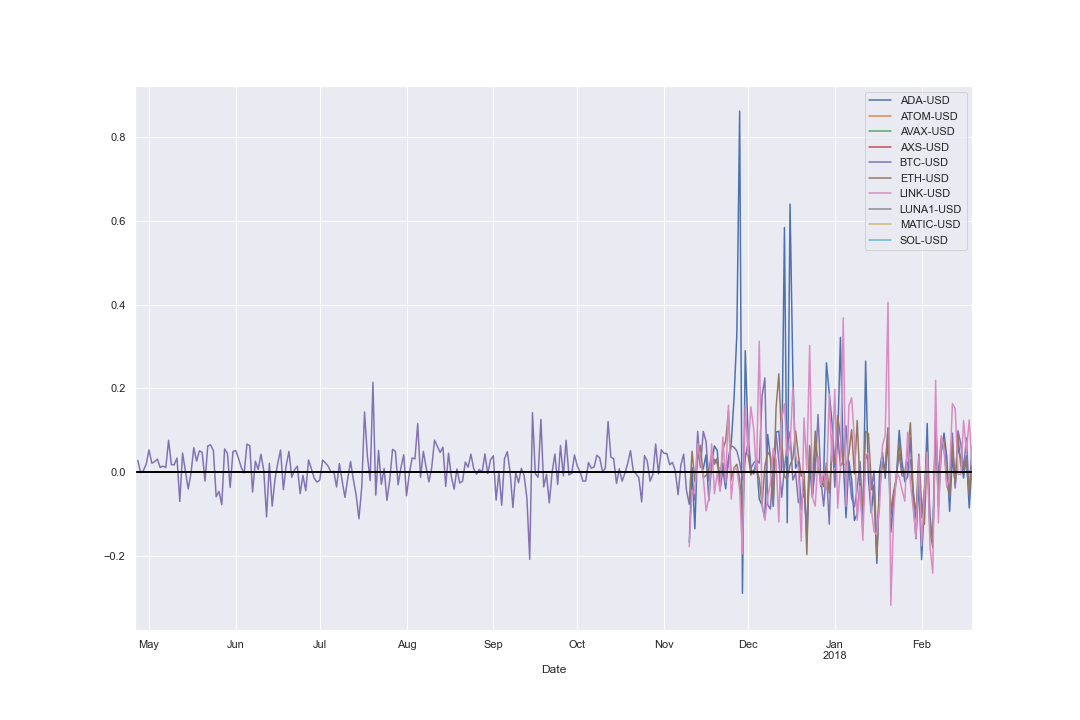 0.8
0.6
0.4
0.2
0.0
−0.2
ADA-USD
ATOM-USD
AVAX-USD
AXS-USD
BTC-USD
ETH-USD
LINK-USD
LUNA1-USD
MATIC-USD
SOL-USD
May Jun Jul Aug Sep Oct Nov Dec Jan Feb
2018
Date